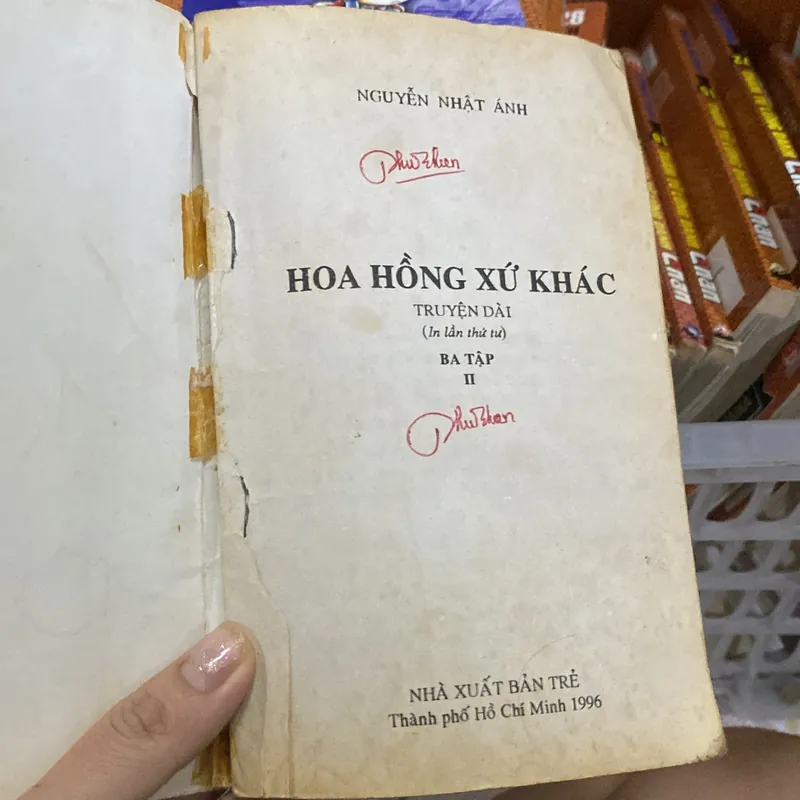 NGUYỄN NHẬT ÁNH
HOA HỒNG XỨ KHÁC
TRUYỆN DÀI
(In lần thứ tư)
BA TẬP
II
NHÀ XUẤT BẢN TRẺ
Thành phố Hồ Chí Minh 1996